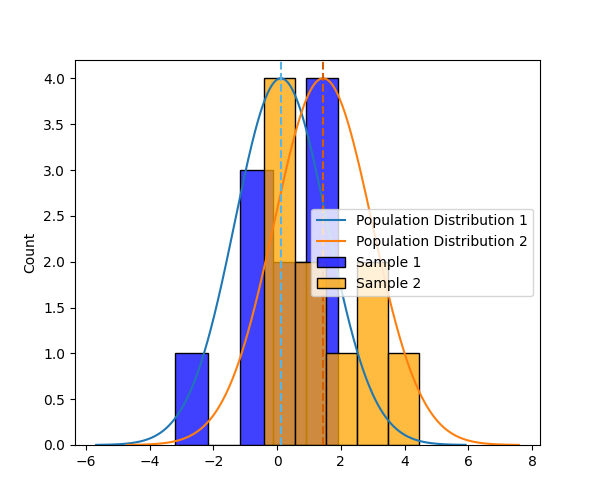 4.0
3.5
3.0
2.5
2.0
1.5
1.0
0.5
0.0
Count
Population Distribution 1
Population Distribution 2
Sample 1
Sample 2
−6 −4 −2 0 2 4 6 8